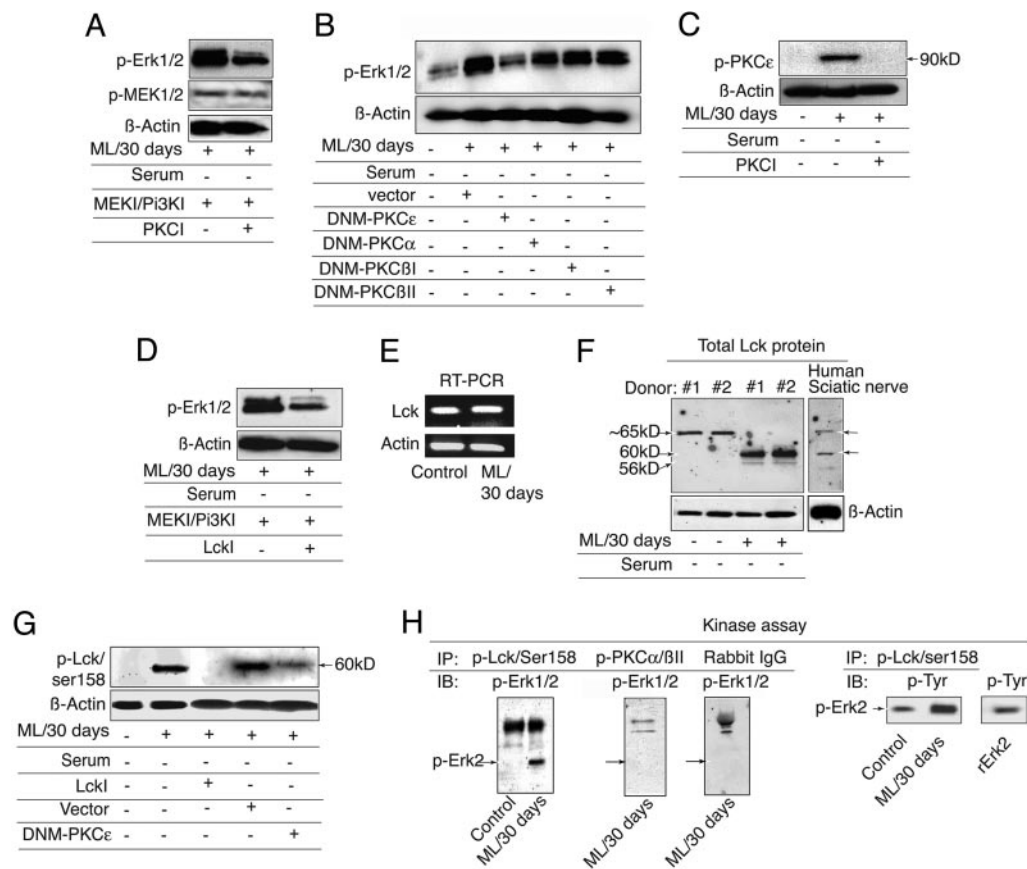 A
p-Erk1/2
p-MEK1/2
ß-Actin
ML/30 days + +
Serum - -
MEKI/Pi3KI + +
PKCI - +
B
p-Erk1/2
ß-Actin
ML/30 days - + + + + +
Serum - - - - - -
vector - + - - - -
DNM-PKCε - - + - - -
DNM-PKCα - - - + - -
DNM-PKCßI - - - - + -
DNM-PKCßII - - - - - +
C
p-PKCε 90kD
ß-Actin
ML/30 days - + +
Serum - - -
PKCI - - +
D
p-Erk1/2
ß-Actin
ML/30 days + +
Serum - -
MEKI/Pi3KI + +
LckI - +
E
RT-PCR
Lck
Actin
Control ML/
30 days
F
Total Lck protein
Human
Donor: #1 #2 #1 #2 Sciatic nerve
~65kD
60kD
56kD
ß-Actin
ML/30 days - - + +
Serum - - - -
G
p-Lck/
ser158
60kD
ß-Actin
ML/30 days - + + + +
Serum - - - - -
LckI - - + - -
Vector - - - + -
DNM-PKCε - - - - +
H
Kinase assay
IP: p-Lck/Ser158 p-PKCα/ßII Rabbit IgG
IB: p-Erk1/2 p-Erk1/2 p-Erk1/2
p-Erk2
Control
ML/30 days
ML/30 days
ML/30 days
IP: p-Lck/ser158
IB: p-Tyr p-Tyr
p-Erk2
Control
ML/30 days
rErk2